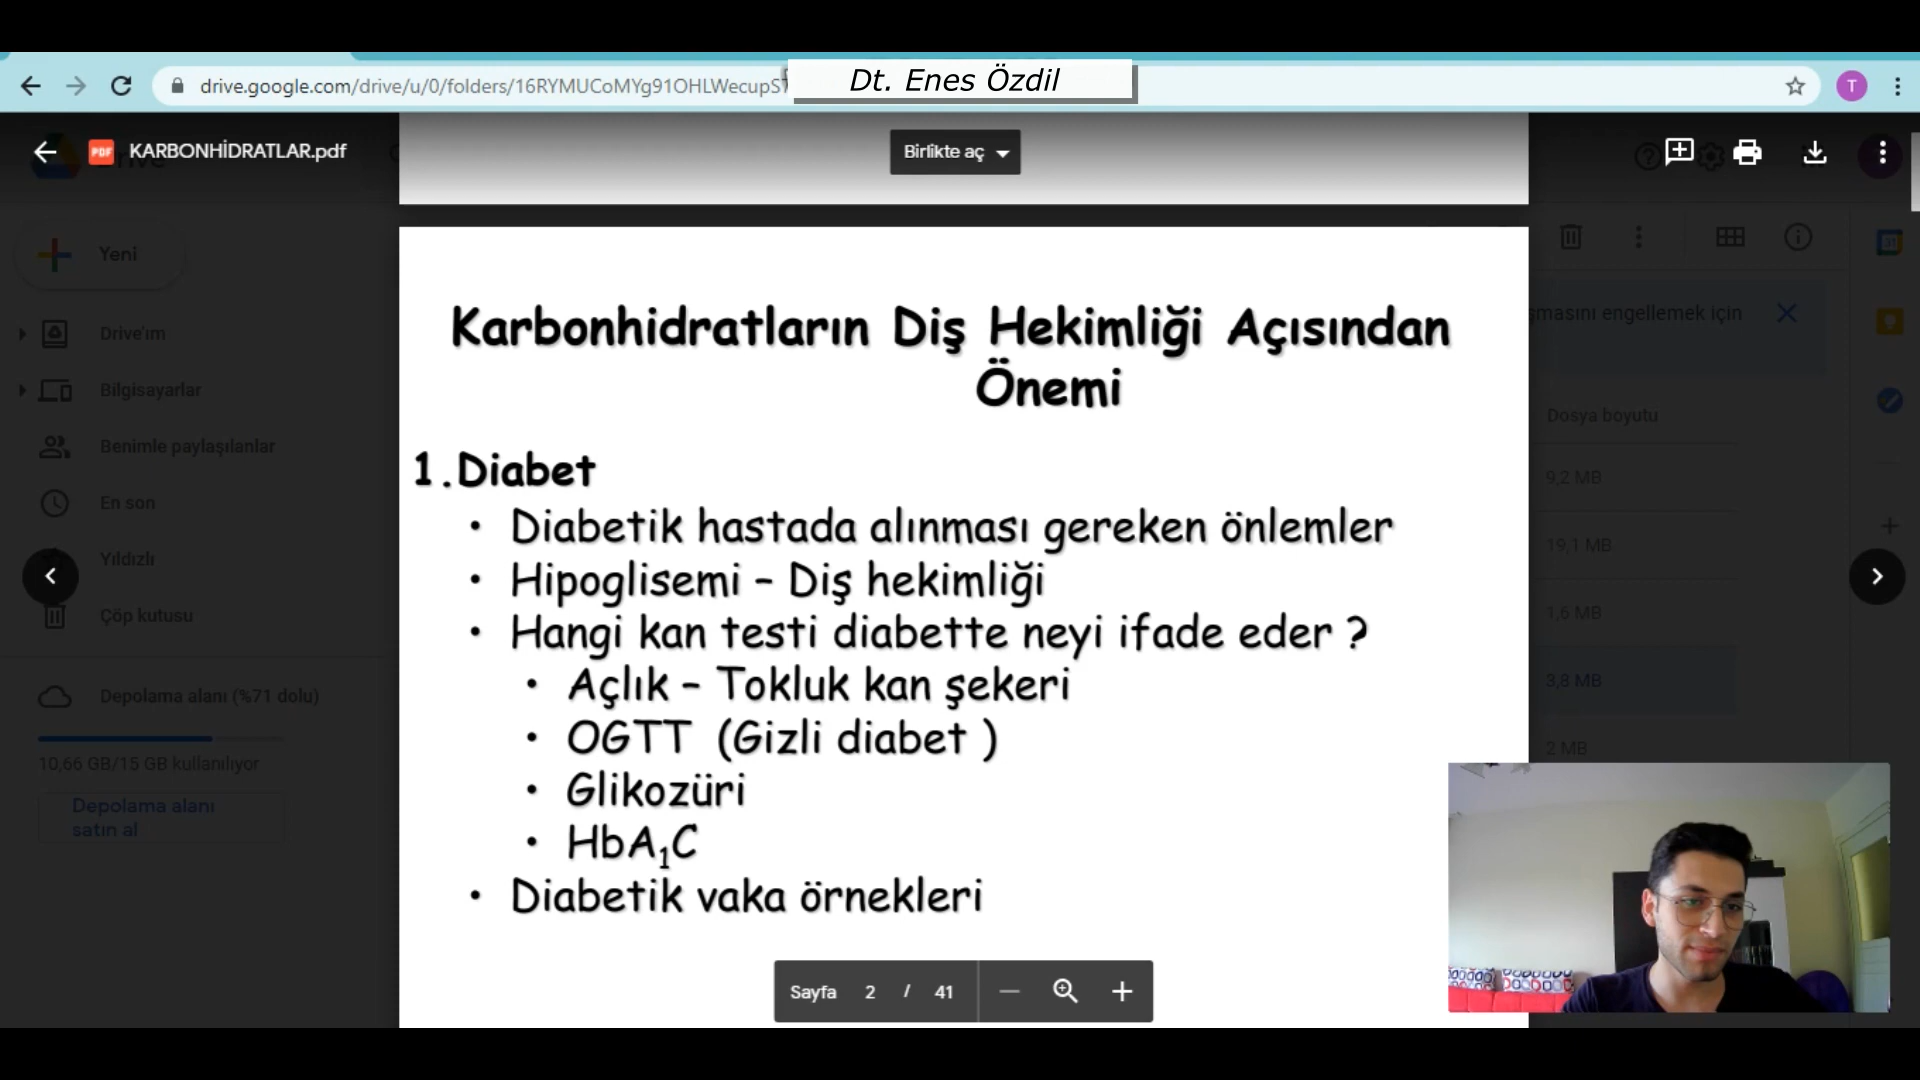 drive.google.com/drive/u/0/folders/16RYMUCoMYg91OHLWecupS
Dt. Enes Özdil
T
PDF
KARBONHİDRATLAR.pdf
Birlikte aç
Yeni
Drive'ım
Bilgisayarlar
Benimle paylaşılanlar
En son
Yıldızlı
Çöp kutusu
Depolama alanı (%71 dolu)
10,66 GB/15 GB kullanılıyor
Depolama alanı
satın al
Karbonhidratların Diş Hekimliği Açısından
Önemi
1.Diabet
• Diabetik hastada alınması gereken önlemler
• Hipoglisemi – Diş hekimliği
• Hangi kan testi diabette neyi ifade eder ?
• Açlık – Tokluk kan şekeri
• OGTT (Gizli diabet )
• Glikozüri
• HbA₁C
• Diabetik vaka örnekleri
Sayfa 2 / 41
engellemek için
Dosya boyutu
9,2 MB
19,1 MB
1,6 MB
3,8 MB
2 MB